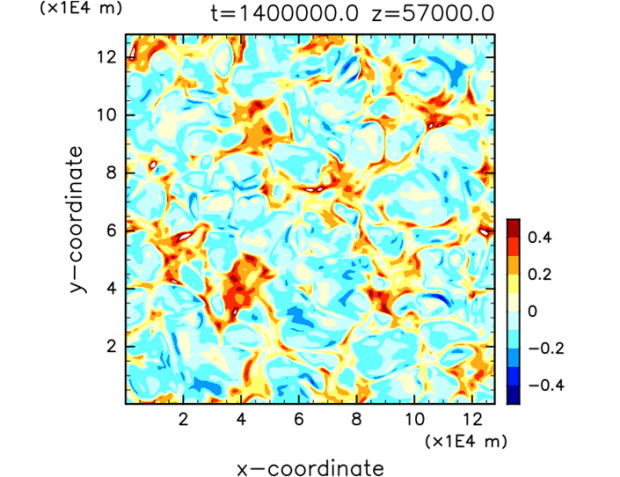 (×1E4 m)
t=1400000.0 z=57000.0
12
10
8
6
4
2
y−coordinate
2 4 6 8 10 12
(×1E4 m)
x−coordinate
0.4
0.2
0
−0.2
−0.4